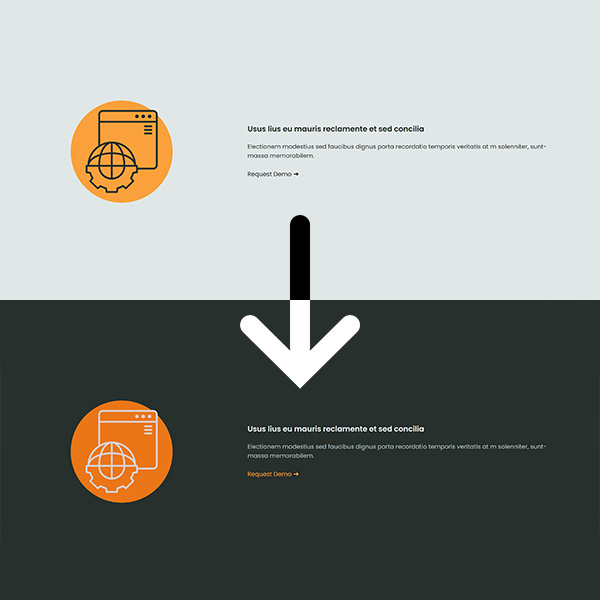 Usus lius eu mauris reclamente et sed concilia
Electionem modestius sed faucibus dignus porta recordatio temporis veritatis at m solenniter, sunt-
massa memorabilem.
Request Demo ➔
Usus lius eu mauris reclamente et sed concilia
Electionem modestius sed faucibus dignus porta recordatio temporis veritatis at m solenniter, sunt-
massa memorabilem.
Request Demo ➔